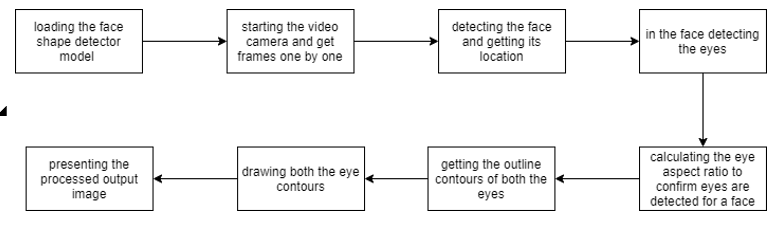 loading the face
shape detector
model
starting the video
camera and get
frames one by one
detecting the face
and getting its
location
in the face detecting
the eyes
calculating the eye
aspect ratio to
confirm eyes are
detected for a face
getting the outline
contours of both the
eyes
drawing both the eye
contours
presenting the
processed output
image